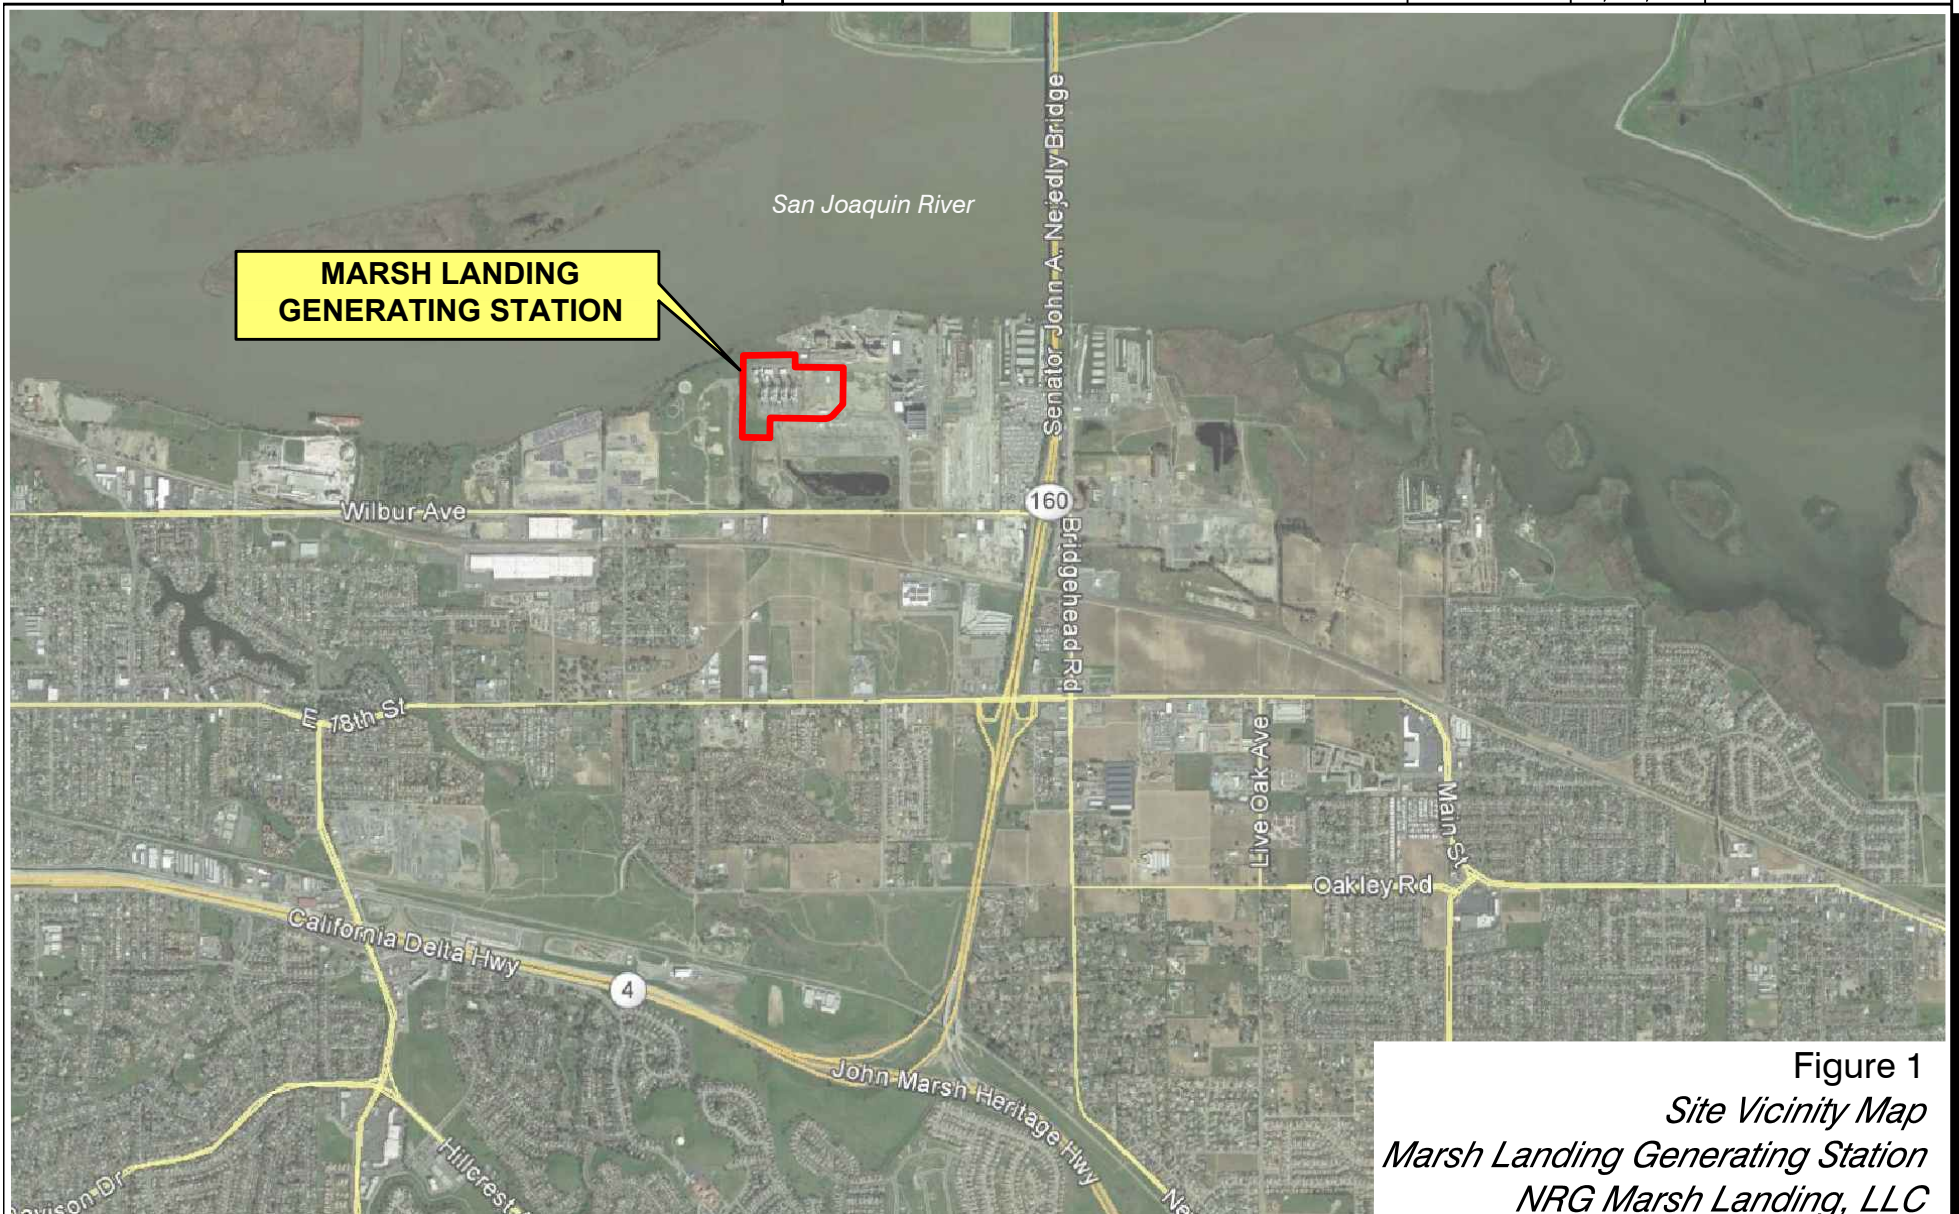 San Joaquin River
Senator John A. Nejedly Bridge
MARSH LANDING
GENERATING STATION
160
Wilbur Ave
Bridgehead Rd
E 18th St
Live Oak Ave
Main St
Oakley Rd
California Delta Hwy
4
John Marsh Heritage Hwy
Hillcrest
Davison Dr
Figure 1
Site Vicinity Map
Marsh Landing Generating Station
NRG Marsh Landing, LLC